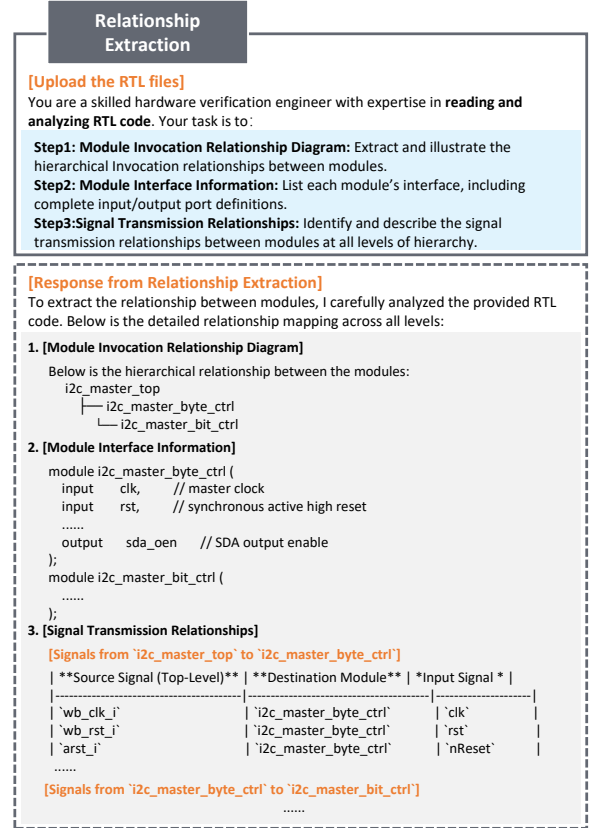 Relationship
Extraction
[Upload the RTL files]
You are a skilled hardware verification engineer with expertise in reading and
analyzing RTL code. Your task is to:
Step1: Module Invocation Relationship Diagram: Extract and illustrate the
hierarchical Invocation relationships between modules.
Step2: Module Interface Information: List each module's interface, including
complete input/output port definitions.
Step3:Signal Transmission Relationships: Identify and describe the signal
transmission relationships between modules at all levels of hierarchy.
[Response from Relationship Extraction]
To extract the relationship between modules, I carefully analyzed the provided RTL
code. Below is the detailed relationship mapping across all levels:
1. [Module Invocation Relationship Diagram]
Below is the hierarchical relationship between the modules:
i2c_master_top
├── i2c_master_byte_ctrl
└── i2c_master_bit_ctrl
2. [Module Interface Information]
module i2c_master_byte_ctrl (
input clk, // master clock
input rst, // synchronous active high reset
......
output sda_oen // SDA output enable
);
module i2c_master_bit_ctrl (
......
);
3. [Signal Transmission Relationships]
[Signals from `i2c_master_top` to `i2c_master_byte_ctrl`]
| **Source Signal (Top-Level)** | **Destination Module** | *Input Signal * |
|-------------------------------------|------------------------------------|---------------------|
| `wb_clk_i` | `i2c_master_byte_ctrl` | `clk` |
| `wb_rst_i` | `i2c_master_byte_ctrl` | `rst` |
| `arst_i` | `i2c_master_byte_ctrl` | `nReset` |
......
[Signals from `i2c_master_byte_ctrl` to `i2c_master_bit_ctrl`]
......